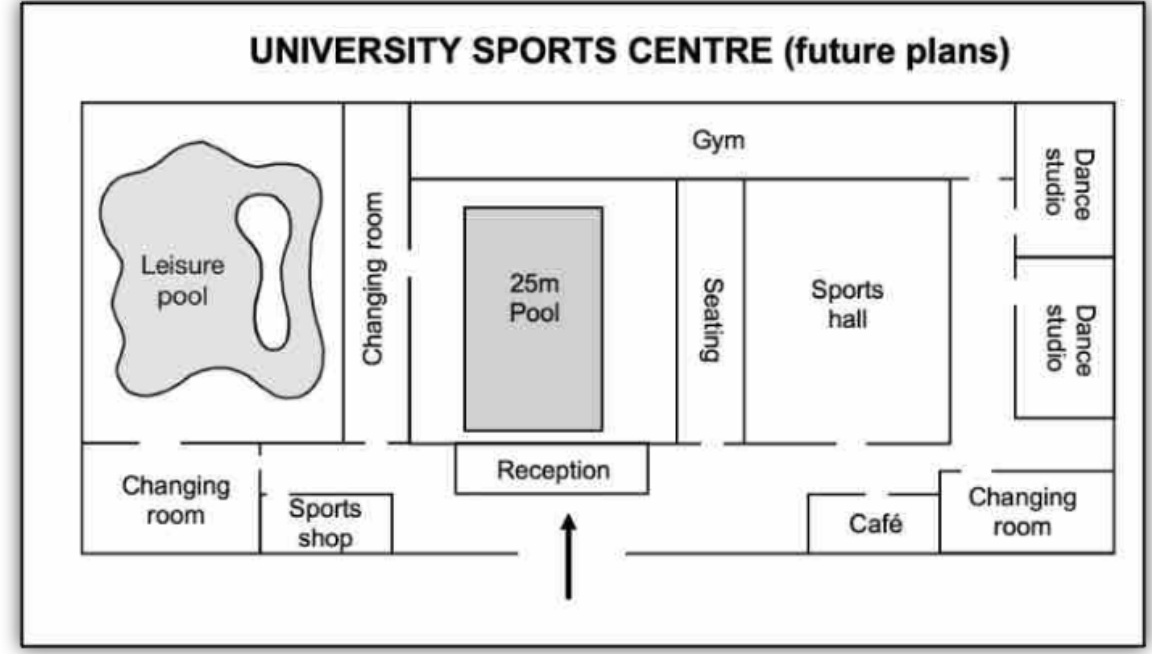 UNIVERSITY SPORTS CENTRE (future plans)
Gym
Dance
studio
Changing room
Leisure
pool
25m
Pool
Seating
Sports
hall
Dance
studio
Reception
Changing
room
Sports
shop
Café
Changing
room